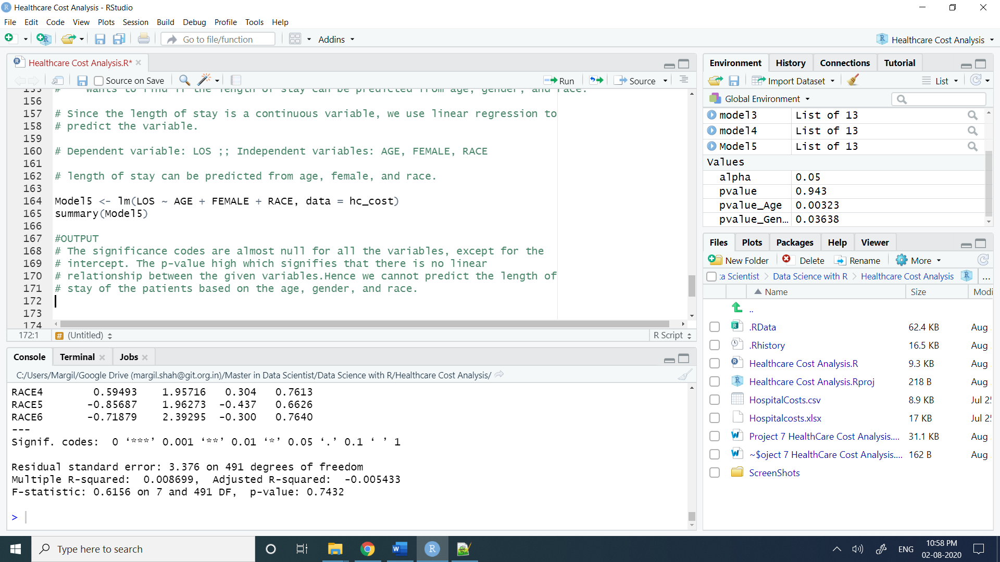 Healthcare Cost Analysis - RStudio
File Edit Code View Plots Session Build Debug Profile Tools Help
Go to file/function
Addins
Healthcare Cost Analysis
Healthcare Cost Analysis.R*
Source on Save
Run
Source
155 # wants to find if the length of stay can be predicted from age, gender, and race.
156
157 # Since the length of stay is a continuous variable, we use linear regression to
158 # predict the variable.
159
160 # Dependent variable: LOS ;; Independent variables: AGE, FEMALE, RACE
161
162 # length of stay can be predicted from age, female, and race.
163
164 Model5 <- lm(LOS ~ AGE + FEMALE + RACE, data = hc_cost)
165 summary(Model5)
166
167 #OUTPUT
168 # The significance codes are almost null for all the variables, except for the
169 # intercept. The p-value high which signifies that there is no linear
170 # relationship between the given variables.Hence we cannot predict the length of
171 # stay of the patients based on the age, gender, and race.
172
173
174
172:1 # (Untitled) R Script
Console Terminal Jobs
C:/Users/Margil/Google Drive (margil.shah@git.org.in)/Master in Data Scientist/Data Science with R/Healthcare Cost Analysis/
RACE4 0.59493 1.95716 0.304 0.7613
RACE5 -0.85687 1.96273 -0.437 0.6626
RACE6 -0.71879 2.39295 -0.300 0.7640
---
Signif. codes: 0 ‘***’ 0.001 ‘**’ 0.01 ‘*’ 0.05 ‘.’ 0.1 ‘ ’ 1
Residual standard error: 3.376 on 491 degrees of freedom
Multiple R-squared: 0.008699, Adjusted R-squared: -0.005433
F-statistic: 0.6156 on 7 and 491 DF, p-value: 0.7432
>
Environment History Connections Tutorial
Import Dataset List
Global Environment
model3 List of 13
model4 List of 13
Model5 List of 13
Values
alpha 0.05
pvalue 0.943
pvalue_Age 0.00323
pvalue_Gen... 0.03638
Files Plots Packages Help Viewer
New Folder Delete Rename More
:a Scientist Data Science with R Healthcare Cost Analysis ...
Name Size Modi
..
.RData 62.4 KB Aug
.Rhistory 16.5 KB Aug
Healthcare Cost Analysis.R 9.3 KB Aug
Healthcare Cost Analysis.Rproj 218 B Aug
HospitalCosts.csv 8.9 KB Jul 2
Hospitalcosts.xlsx 17 KB Jul 2
Project 7 HealthCare Cost Analysis.... 31.1 KB Aug
~$oject 7 HealthCare Cost Analysis.... 162 B Aug
ScreenShots
Type here to search
ENG
10:58 PM
02-08-2020